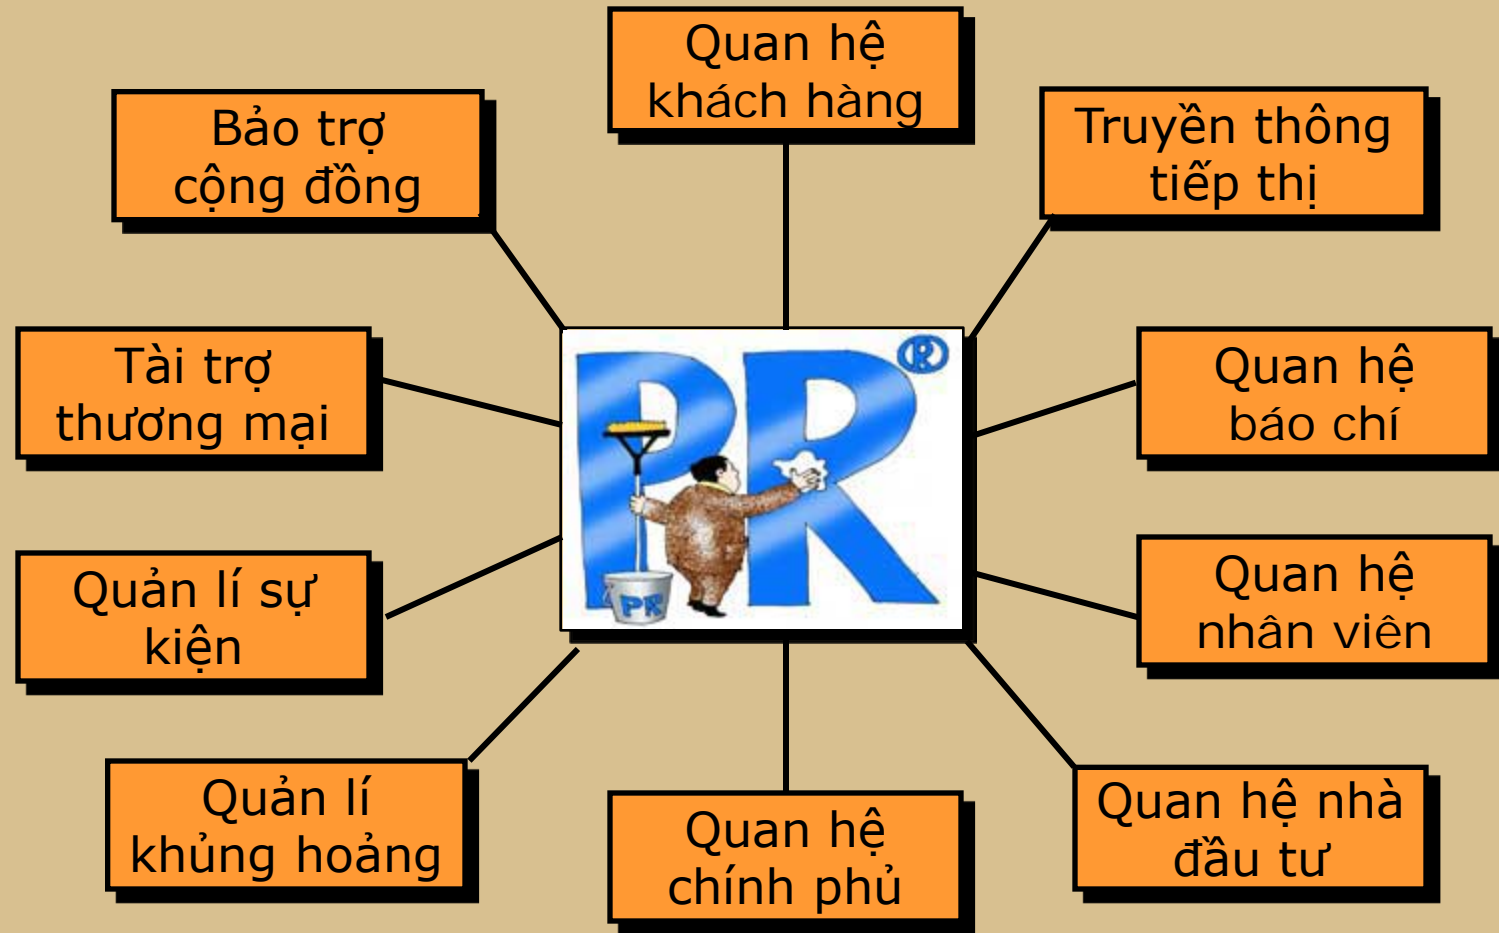 Quan hệ
khách hàng
Bảo trợ
cộng đồng
Truyền thông
tiếp thị
Tài trợ
thương mại
PR®
Quan hệ
báo chí
Quản lí sự
kiện
PR
Quan hệ
nhân viên
Quản lí
khủng hoảng
Quan hệ
chính phủ
Quan hệ nhà
đầu tư